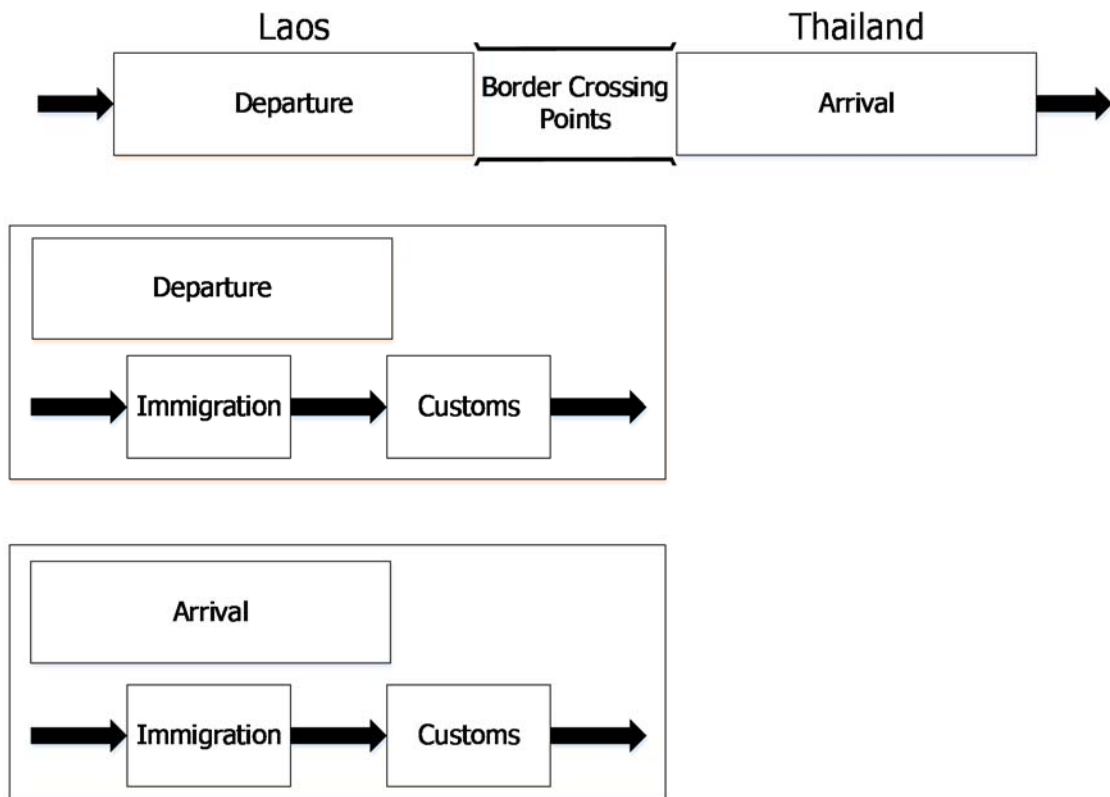 Laos
Thailand
Departure
Border Crossing
Points
Arrival
Departure
Immigration
Customs
Arrival
Immigration
Customs